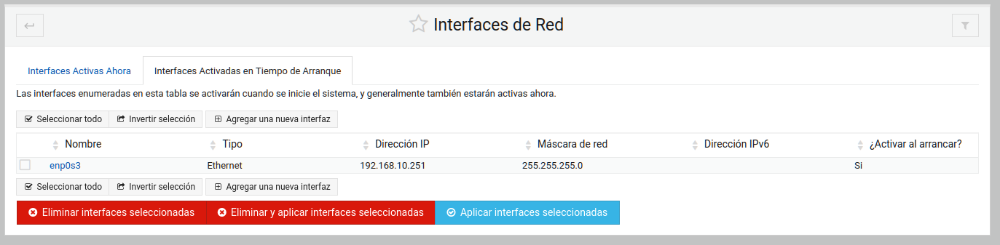 Interfaces de Red
Interfaces Activas Ahora Interfaces Activadas en Tiempo de Arranque
Las interfaces enumeradas en esta tabla se activarán cuando se inicie el sistema, y generalmente también estarán activas ahora.
Seleccionar todo Invertir selección Agregar una nueva interfaz
Nombre Tipo Dirección IP Máscara de red Dirección IPv6 ¿Activar al arrancar?
enp0s3 Ethernet 192.168.10.251 255.255.255.0 Si
Seleccionar todo Invertir selección Agregar una nueva interfaz
Eliminar interfaces seleccionadas Eliminar y aplicar interfaces seleccionadas Aplicar interfaces seleccionadas